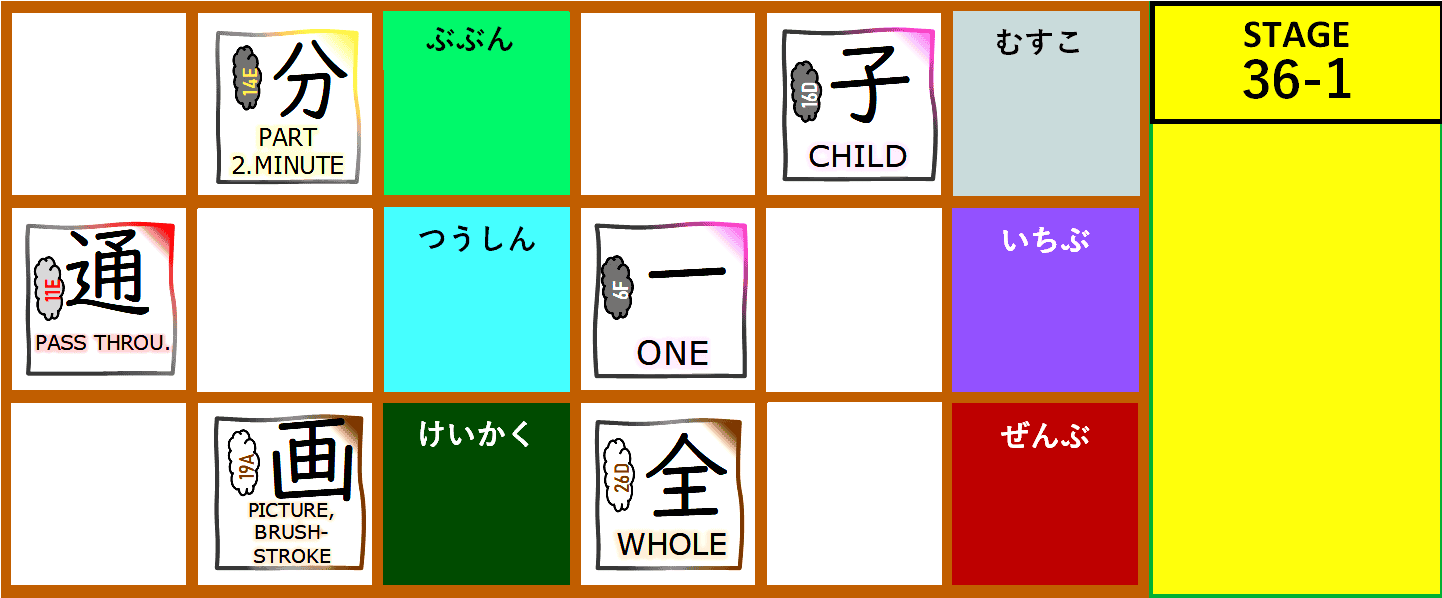 14E
分
PART
2.MINUTE
ぶぶん
16D
子
CHILD
むすこ
STAGE
36-1
11E
通
PASS THROU.
つうしん
6F
一
ONE
いちぶ
19A
画
PICTURE,
BRUSH-
STROKE
けいかく
26D
全
WHOLE
ぜんぶ